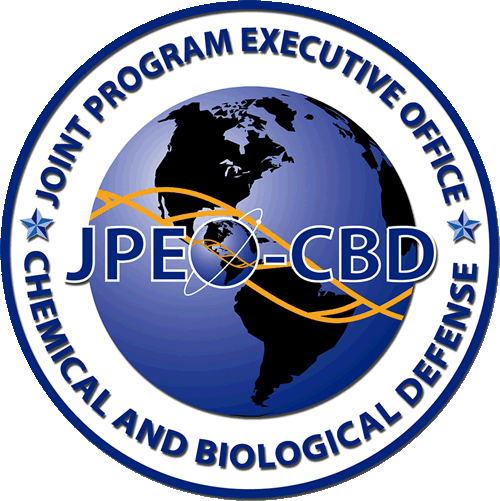 JOINT PROGRAM EXECUTIVE OFFICE
JPEO-CBD
CHEMICAL AND BIOLOGICAL DEFENSE